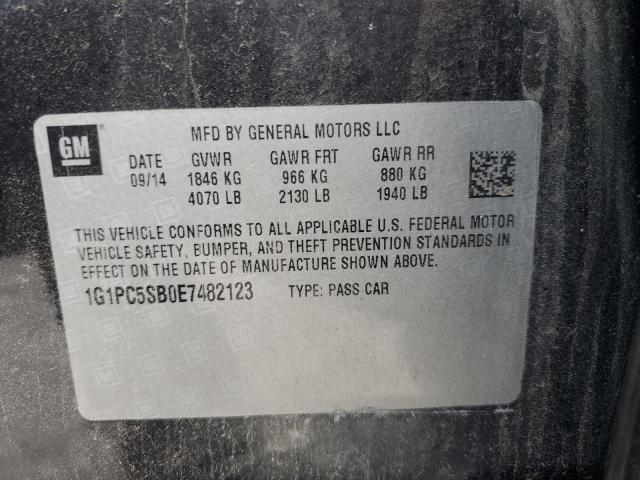 GM
MFD BY GENERAL MOTORS LLC
DATE GVWR GAWR FRT GAWR RR
09/14 1846 KG 966 KG 880 KG
4070 LB 2130 LB 1940 LB
THIS VEHICLE CONFORMS TO ALL APPLICABLE U.S. FEDERAL MOTOR
VEHICLE SAFETY, BUMPER, AND THEFT PREVENTION STANDARDS IN
EFFECT ON THE DATE OF MANUFACTURE SHOWN ABOVE.
1G1PC5SB0E7482123 TYPE: PASS CAR